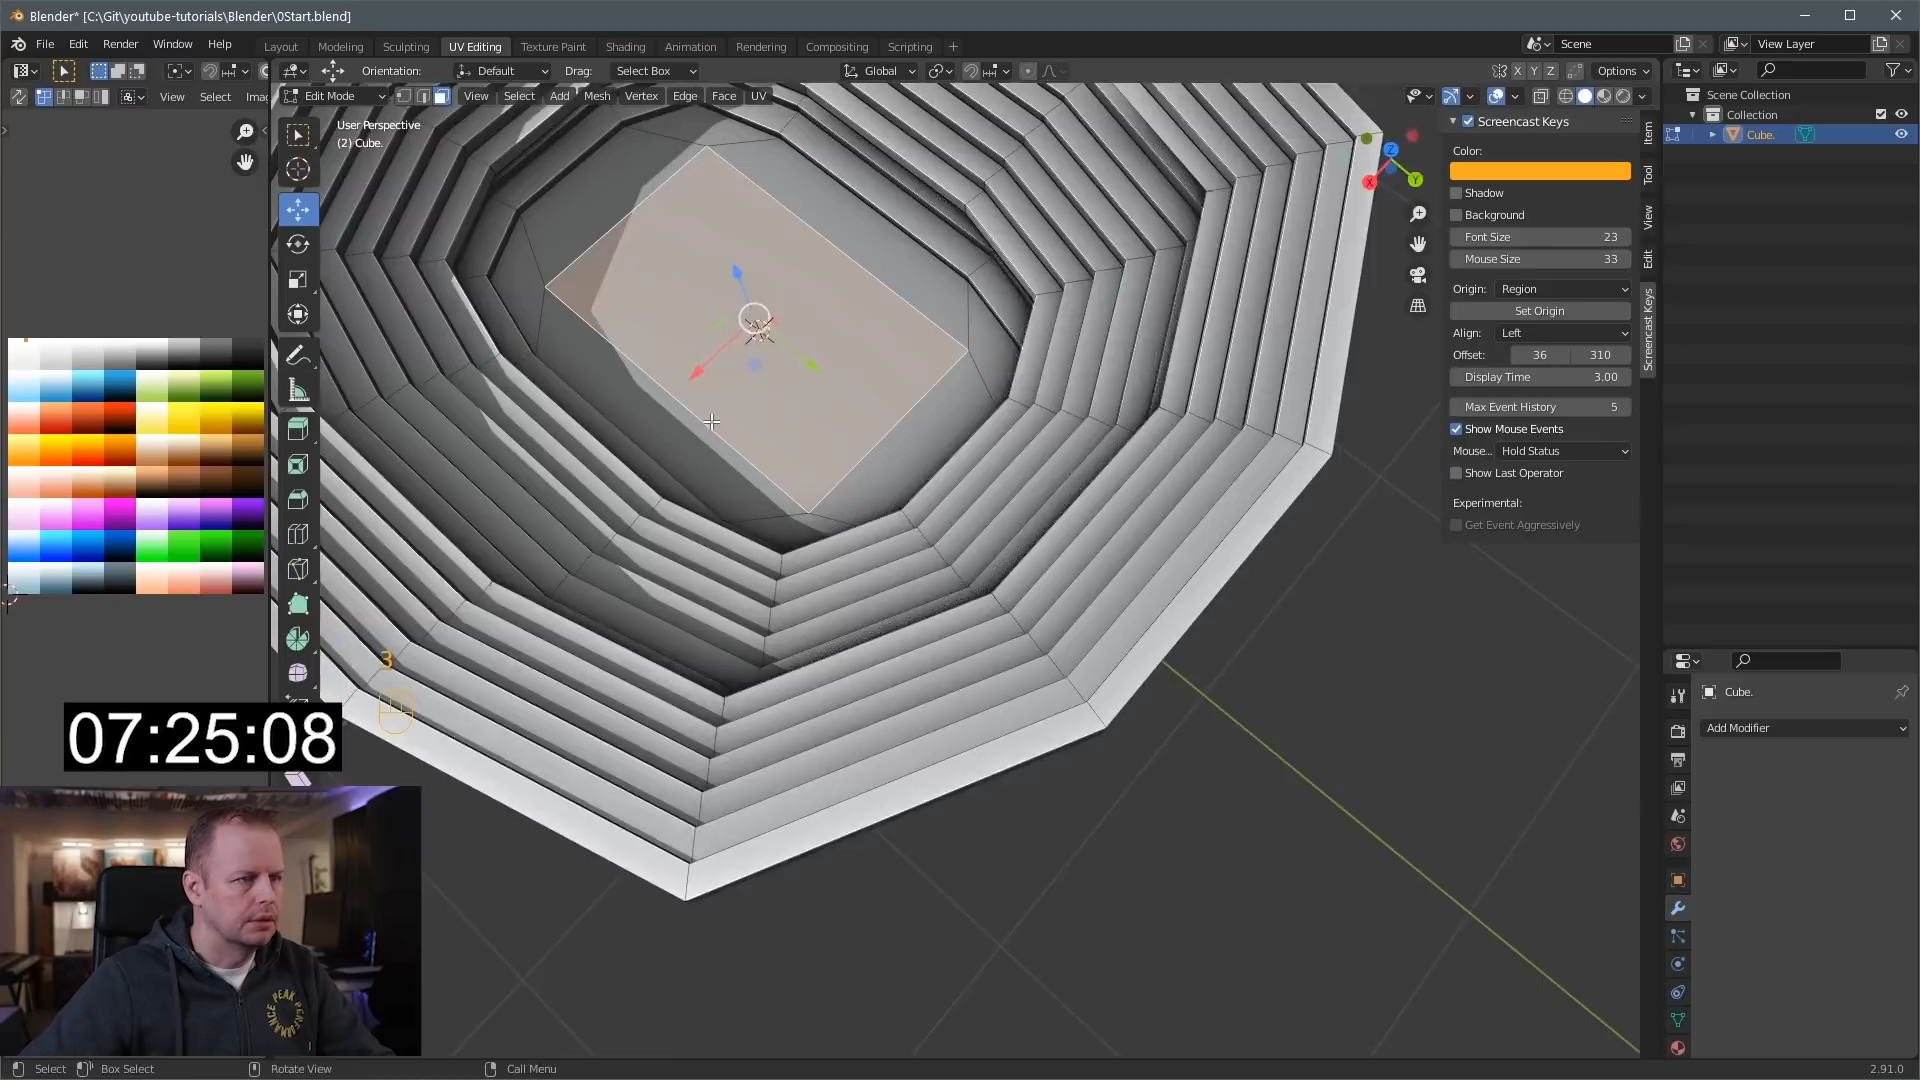 Blender* [C:\Git\youtube-tutorials\Blender\0Start.blend]
File Edit Render Window Help
Layout Modeling Sculpting UV Editing Texture Paint Shading Animation Rendering Compositing Scripting
Scene
View Layer
Orientation: Default Drag: Select Box
Global
X Y Z Options
View Select Imag
Edit Mode
View Select Add Mesh Vertex Edge Face UV
User Perspective
(2) Cube.
Z
Y
X
Screencast Keys
Color:
Shadow
Background
Font Size 23
Mouse Size 33
Origin: Region
Set Origin
Align: Left
Offset: 36 310
Display Time 3.00
Max Event History 5
Show Mouse Events
Mouse... Hold Status
Show Last Operator
Experimental:
Get Event Aggressively
Item
Tool
View
Edit
Screencast Keys
Scene Collection
Collection
Cube.
Cube.
Add Modifier
3
07:25:08
PEAK PERFORMANCE
Select Box Select Rotate View Call Menu
2.91.0